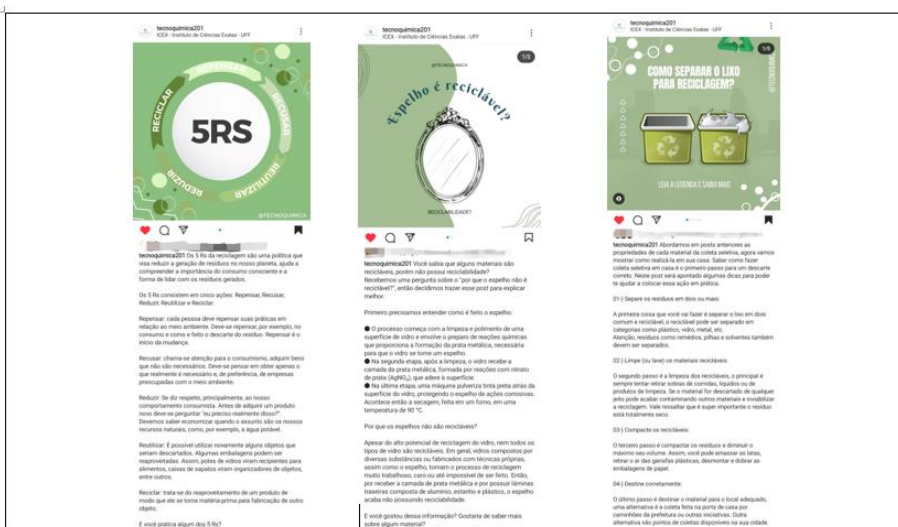 tecnoquimica201
ICEX - Instituto de Ciências Exatas - UFF
REPENSAR
RECUSAR
REUTILIZAR
REDUZIR
RECICLAR
5RS
@TECNOQUIMICA
tecnoquimica201 Os 5 Rs da reciclagem são uma política que
visa reduzir a geração de resíduos no nosso planeta, ajuda a
compreender a importância do consumo consciente e a
forma de lidar com os resíduos gerados.
Os 5 Rs consistem em cinco ações: Repensar, Recusar,
Reduzir, Reutilizar e Reciclar.
Repensar: cada pessoa deve repensar suas práticas em
relação ao meio ambiente. Deve-se repensar, por exemplo, no
consumo e como é feito o descarte do resíduo. Repensar é o
início da mudança.
Recusar: chama-se atenção para o consumismo, adquirir bens
que não são necessários. Deve-se pensar em obter apenas o
que realmente é necessário e, de preferência, de empresas
preocupadas com o meio ambiente.
Reduzir: Se diz respeito, principalmente, ao nosso
comportamento consumista. Antes de adquirir um produto
novo deve-se perguntar "eu preciso realmente disso?".
Devemos saber economizar quando o assunto são os nossos
recursos naturais, como, por exemplo, a água potável.
Reutilizar: É possível utilizar novamente alguns objetos que
seriam descartados. Algumas embalagens podem ser
reaproveitadas. Assim, potes de vidros viram recipientes para
alimentos, caixas de sapatos viram organizadores de objetos,
entre outros.
Reciclar: trata-se do reaproveitamento de um produto de
modo que ele se torne matéria-prima para fabricação de outro
objeto.
E você pratica algum dos 5 Rs?
tecnoquimica201
ICEX - Instituto de Ciências Exatas - UFF
1/5
@TECNOQUIMICA
Espelho é reciclável?
RECICLABILIDADE?
tecnoquimica201 Você sabia que alguns materiais são
recicláveis, porém não possui reciclabilidade?
Recebemos uma pergunta sobre o "por que o espelho não é
reciclável?", então decidimos trazer esse post para explicar
melhor.
Primeiro precisamos entender como é feito o espelho:
● O processo começa com a limpeza e polimento de uma
superfície de vidro e envolve o preparo de reações químicas
que proporciona a formação da prata metálica, necessária
para que o vidro se torne um espelho.
● Na segunda etapa, após a limpeza, o vidro recebe a
camada da prata metálica, formada por reações com nitrato
de prata (AgNO₃), que adere à superfície.
● Na última etapa, uma máquina pulveriza tinta preta atrás da
superfície do vidro, protegendo o espelho de ações corrosivas.
Acontece então a secagem, feita em um forno, em uma
temperatura de 90 °C.
Por que os espelhos não são recicláveis?
Apesar do alto potencial de reciclagem do vidro, nem todos os
tipos de vidro são recicláveis. Em geral, vidros compostos por
diversas substâncias ou fabricados com técnicas próprias,
assim como o espelho, tornam o processo de reciclagem
muito trabalhoso, caro ou até impossível de ser feito. Então,
por receber a camada de prata metálica e por possuir lâminas
traseiras composta de alumínio, estanho e plástico, o espelho
acaba não possuindo reciclabilidade.
E você gostou dessa informação? Gostaria de saber mais
sobre algum material?
tecnoquimica201
ICEX - Instituto de Ciências Exatas - UFF
1/5
@TECNOQUIMICA
COMO SEPARAR O LIXO
PARA RECICLAGEM?
LEIA A LEGENDA E SAIBA MAIS
tecnoquimica201 Abordamos em posts anteriores as
propriedades de cada material da coleta seletiva, agora vamos
mostrar como realizá-la em sua casa. Saber como fazer
coleta seletiva em casa é o primeiro passo para um descarte
correto. Neste post será apontado algumas dicas para poder
te ajudar a colocar essa ação em prática.
01-) Separe os resíduos em dois ou mais:
A primeira coisa que você vai fazer é separar o lixo em dois:
comum e reciclável, o reciclável pode ser separado em
categorias como plástico, vidro, metal, etc.
Atenção, resíduos como remédios, pilhas e solventes também
devem ser separados.
02 ) Limpe (ou lave) os materiais recicláveis:
O segundo passo é a limpeza dos recicláveis, o principal é
sempre tentar retirar sobras de comidas, líquidos ou de
produtos de limpeza. Se o material for descartado de qualquer
jeito pode acabar contaminando outros materiais e inviabilizar
a reciclagem. Vale ressaltar que é super importante o resíduo
está totalmente seco.
03 ) Compacte os recicláveis:
O terceiro passo é compactar os resíduos e diminuir o
máximo seu volume. Assim, você pode amassar as latas,
retirar o ar das garrafas plásticas, desmontar e dobrar as
embalagens de papel.
04 ) Destine corretamente:
O último passo é destinar o material para o local adequado,
uma alternativa é a coleta feita na porta de casa por
caminhões da prefeitura ou outras iniciativas. Outra
alternativa são pontos de coletas disponíveis na sua cidade